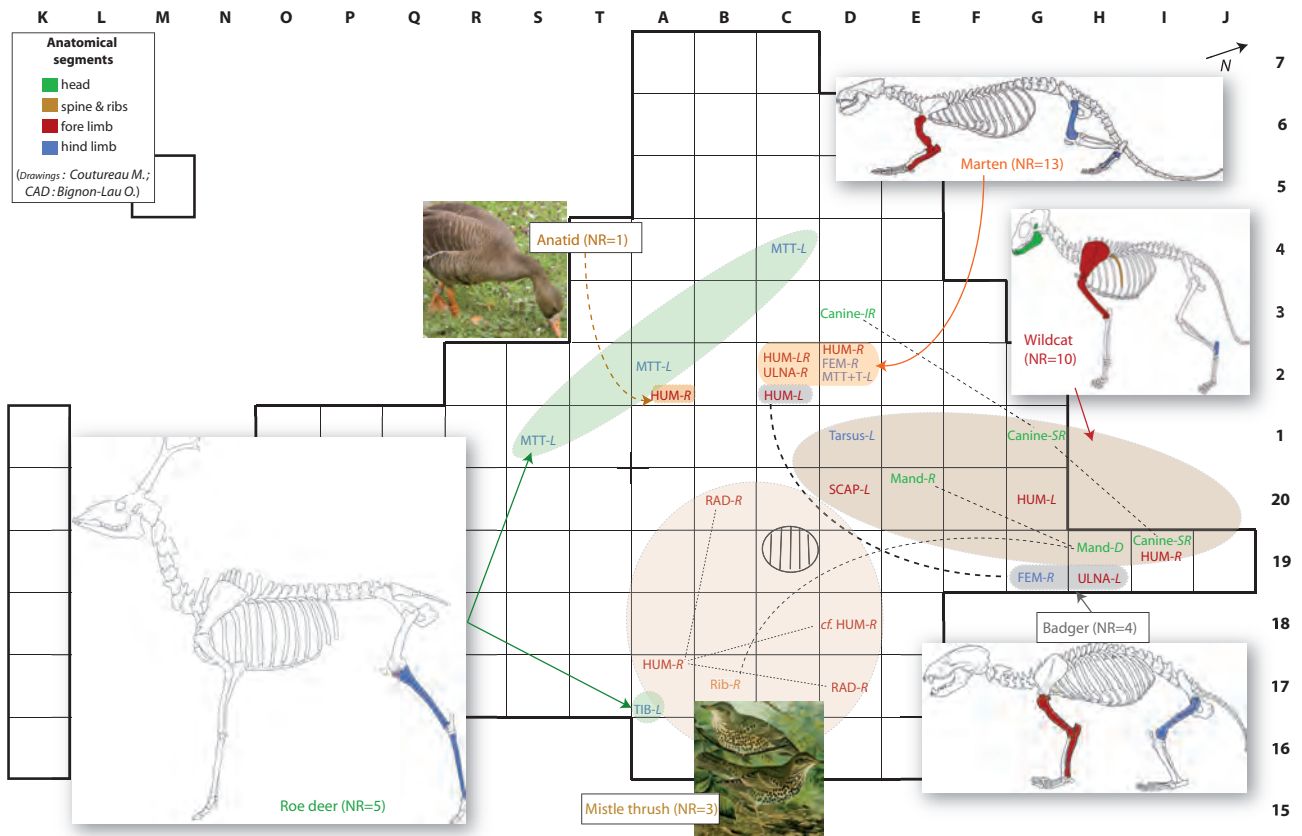 K L M N O P Q R S T A B C D E F G H I J
Anatomical
segments
head
spine & ribs
fore limb
hind limb
(Drawings : Coutureau M.;
CAD : Bignon-Lau O.)
N
7
6
Marten (NR=13)
5
Anatid (NR=1)
MTT-L
4
Canine-IR
3
Wildcat
(NR=10)
HUM-LR
ULNA-R
HUM-R
FEM-R
MTT+T-L
MTT-L
2
HUM-R
HUM-L
MTT-L
Tarsus-L
Canine-SR
1
RAD-R
SCAP-L
Mand-R
HUM-L
20
Mand-D
Canine-SR
HUM-R
19
FEM-R
ULNA-L
cf. HUM-R
18
Badger (NR=4)
HUM-R
Rib-R
RAD-R
17
TIB-L
16
Roe deer (NR=5)
Mistle thrush (NR=3)
15